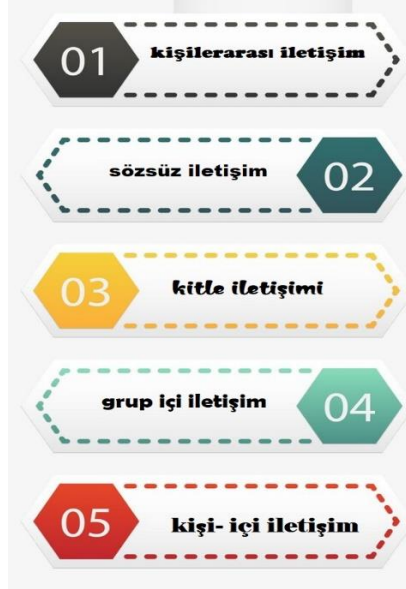 01 kişilerarası iletişim
sözsüz iletişim 02
03 kitle iletişimi
grup içi iletişim 04
05 kişi- içi iletişim